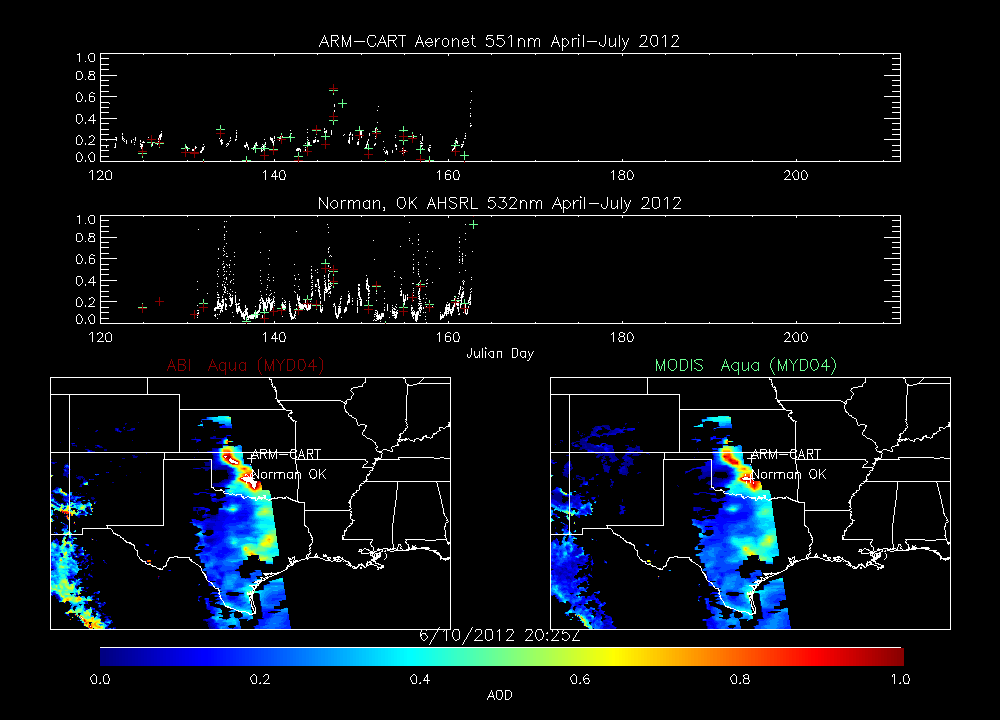 ARM-CART Aeronet 551nm April-July 2012
1.0
0.8
0.6
0.4
0.2
0.0
120 140 160 180 200
Norman, OK AHSRL 532nm April-July 2012
1.0
0.8
0.6
0.4
0.2
0.0
120 140 160 180 200
Julian Day
ABI Aqua (MYD04) MODIS Aqua (MYD04)
ARM-CART ARM-CART
Norman OK Norman OK
6/10/2012 20:25Z
0.0 0.2 0.4 0.6 0.8 1.0
AOD